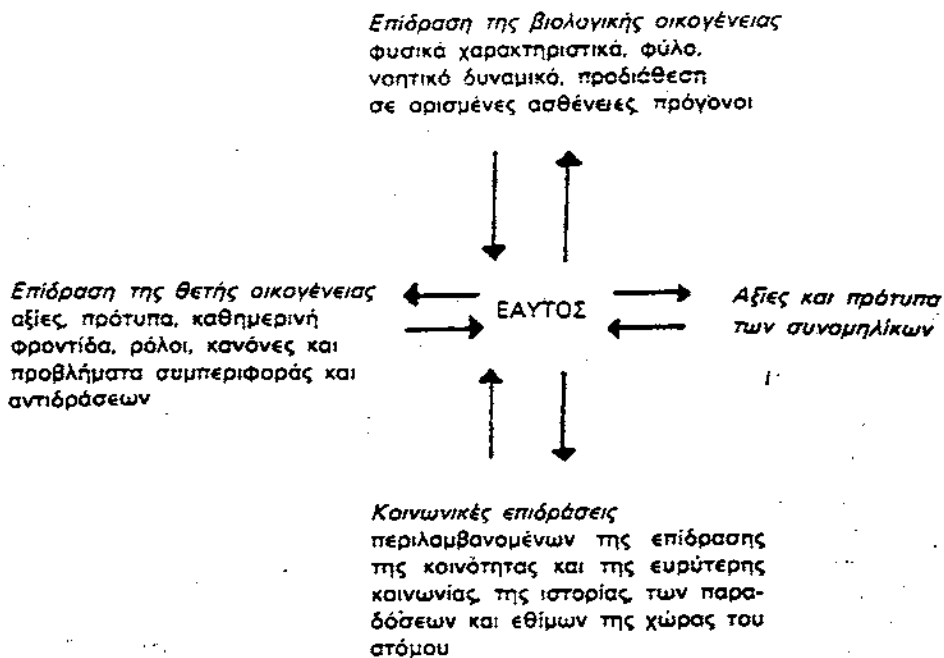 Επίδραση της βιολογικής οικογένειας
φυσικά χαρακτηριστικά, φύλο,
νοητικό δυναμικό, προδιάθεση
σε ορισμένες ασθένειες, πρόγονοι
Επίδραση της θετής οικογένειας
αξίες, πρότυπα, καθημερινή
φροντίδα, ρόλοι, κανόνες και
προβλήματα συμπεριφοράς και
αντιδράσεων
ΕΑΥΤΟΣ
Αξίες και πρότυπα
των συνομηλίκων
Κοινωνικές επιδράσεις
περιλαμβανομένων της επίδρασης
της κοινότητας και της ευρύτερης
κοινωνίας, της ιστορίας, των παρα-
δόσεων και εθίμων της χώρας του
ατόμου